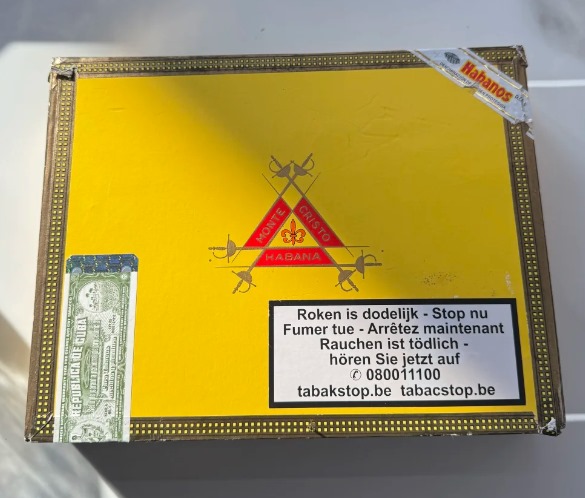 Habanos
MONTE CRISTO
HABANA
REPUBLICA DE CUBA
Roken is dodelijk - Stop nu
Fumer tue - Arrêtez maintenant
Rauchen ist tödlich -
hören Sie jetzt auf
✆ 080011100
tabakstop.be tabacstop.be